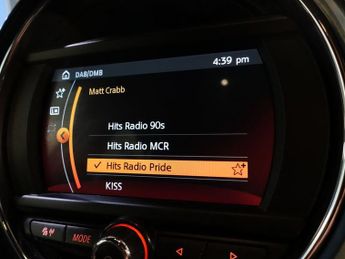 DAB/DMB
4:39 pm
Matt Crabb
Hits Radio 90s
Hits Radio MCR
Hits Radio Pride
KISS
MODE